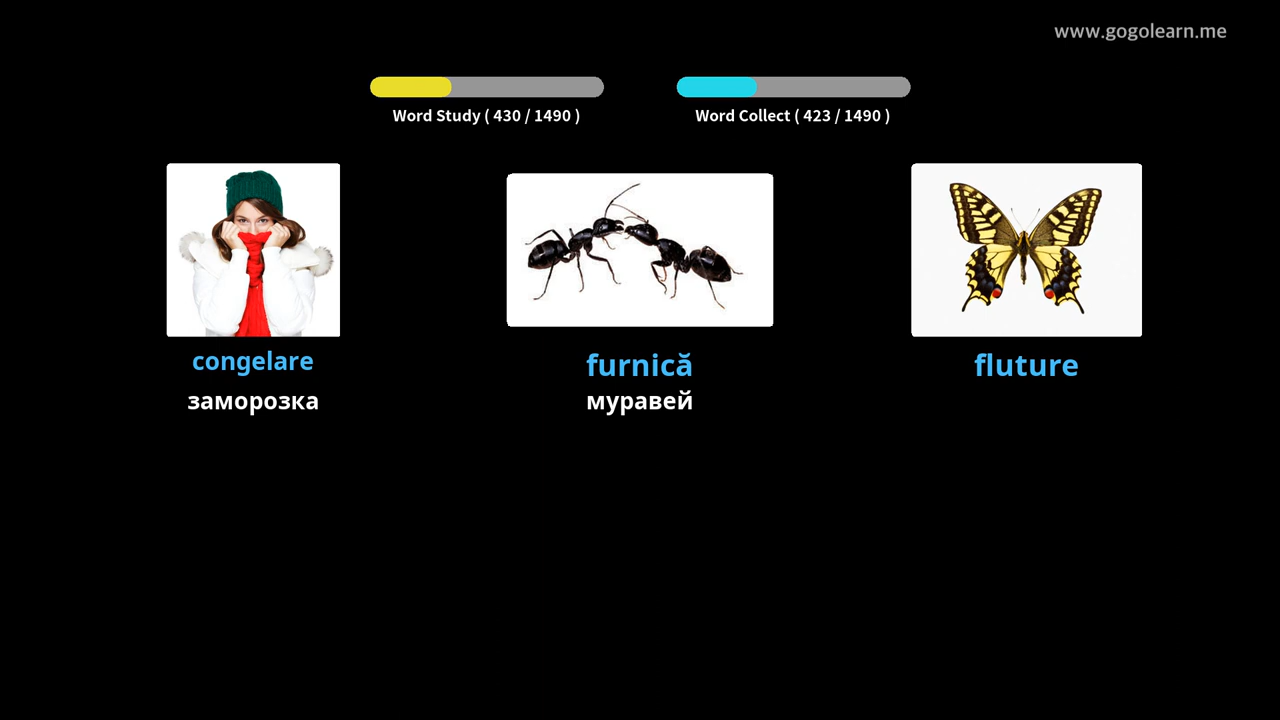 www.gogolearn.me
Word Study ( 430 / 1490 )
Word Collect ( 423 / 1490 )
congelare
заморозка
furnică
муравей
fluture